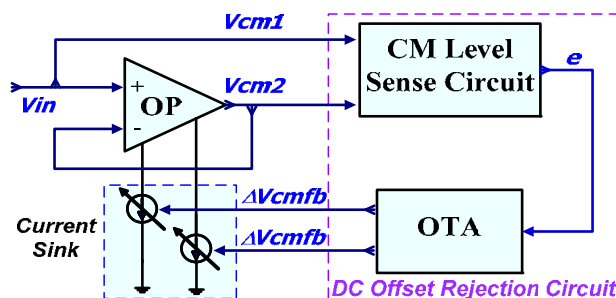 Vcm1
CM Level
Sense Circuit
e
Vin
+
OP
-
Vcm2
ΔVcmfb
ΔVcmfb
OTA
Current
Sink
DC Offset Rejection Circuit